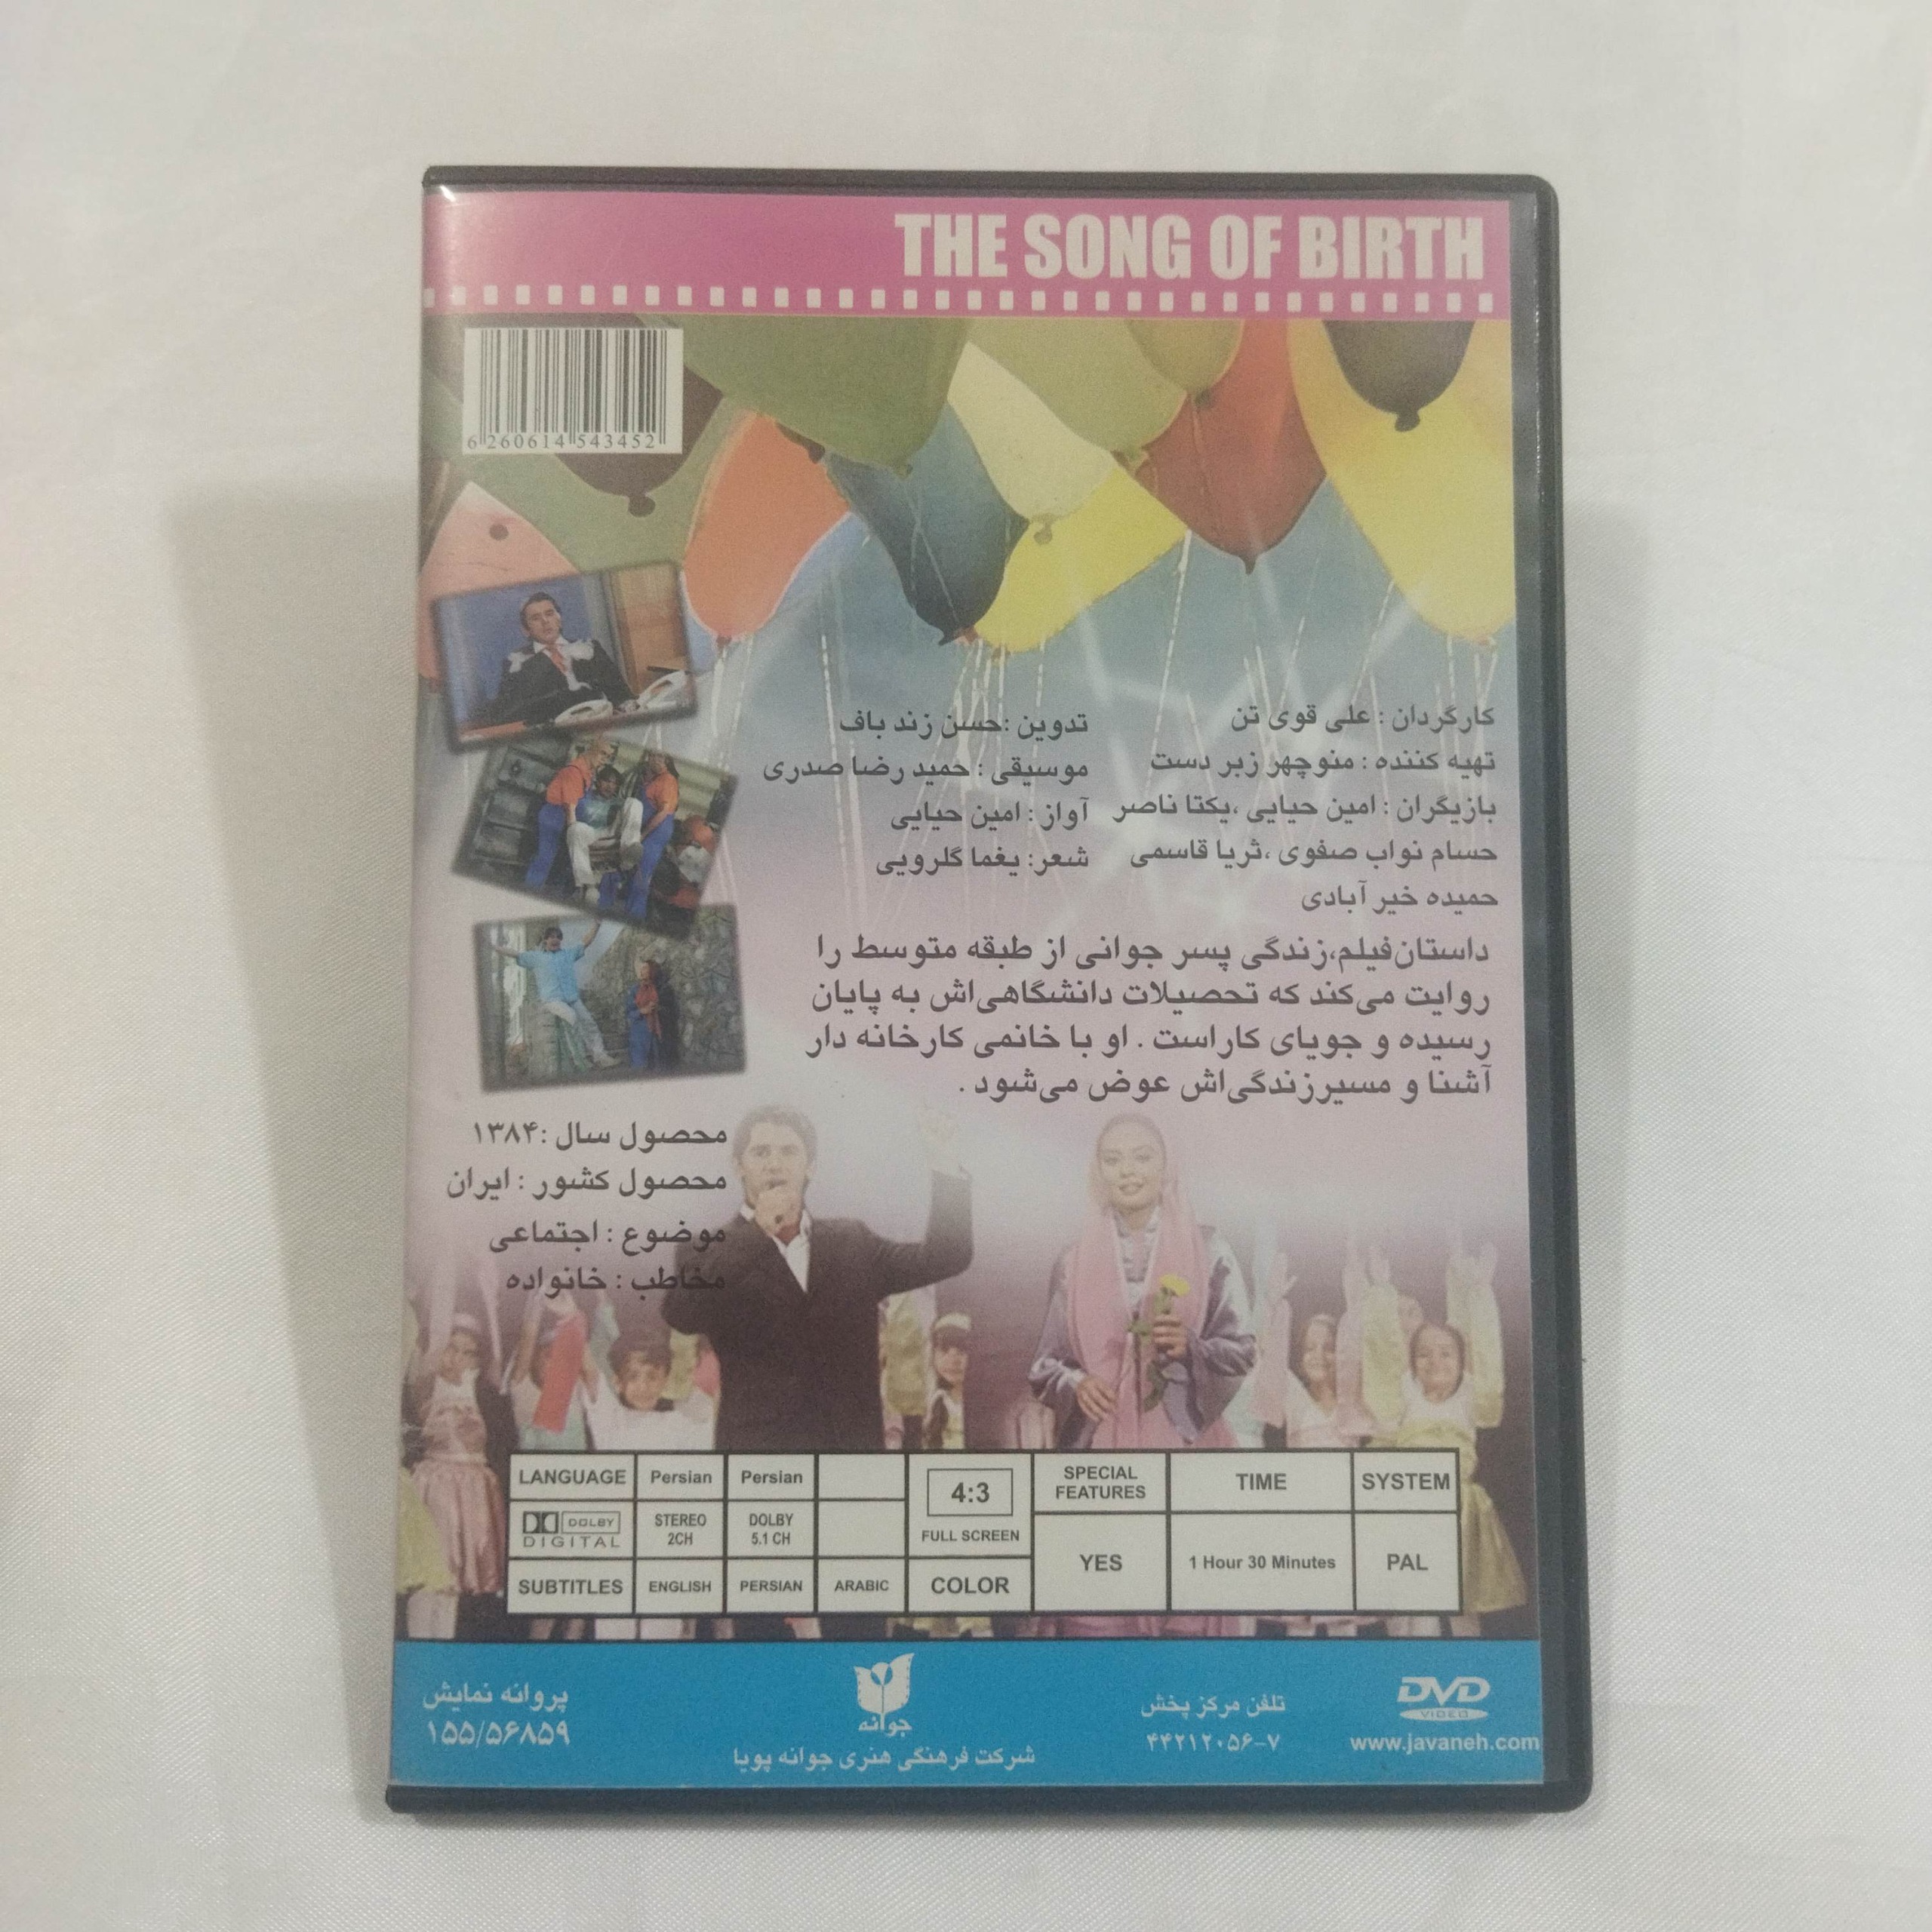 THE SONG OF BIRTH
6 260614 543452
کارگردان : علی قوی تن
تهیه کننده : منوچهر زبر دست
بازیگران : امین حیایی ،یکتا ناصر
حسام نواب صفوی ،ثریا قاسمی
حمیده خیر آبادی
تدوین :حسن زند باف
موسیقی : حمید رضا صدری
آواز : امین حیایی
شعر: یغما گلرویی
داستان‌فیلم،زندگی پسر جوانی از طبقه متوسط را
روایت می‌کند که تحصیلات دانشگاهی‌اش به پایان
رسیده و جویای کاراست . او با خانمی کارخانه دار
آشنا و مسیرزندگی‌اش عوض می‌شود .
محصول سال :۱۳۸۴
محصول کشور : ایران
موضوع : اجتماعی
مخاطب : خانواده
LANGUAGE Persian Persian
DOLBY DIGITAL STEREO 2CH DOLBY 5.1 CH
SUBTITLES ENGLISH PERSIAN ARABIC
4:3
FULL SCREEN
COLOR
SPECIAL FEATURES
YES
TIME
1 Hour 30 Minutes
SYSTEM
PAL
DVD
VIDEO
www.javaneh.com
تلفن مرکز پخش
۴۴۲۱۲۰۵۶-۷
جوانه
شرکت فرهنگی هنری جوانه پویا
پروانه نمایش
۱۵۵/۵۶۸۵۹